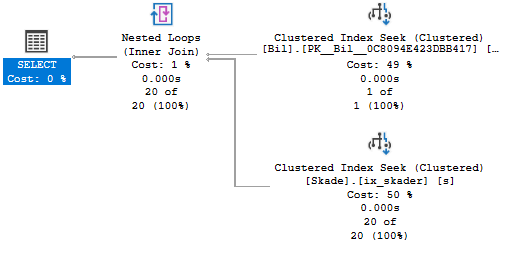 SELECT
Cost: 0 %
Nested Loops
(Inner Join)
Cost: 1 %
0.000s
20 of
20 (100%)
Clustered Index Seek (Clustered)
[Bil].[PK__Bil__0C8094E423DBB417] […
Cost: 49 %
0.000s
1 of
1 (100%)
Clustered Index Seek (Clustered)
[Skade].[ix_skader] [s]
Cost: 50 %
0.000s
20 of
20 (100%)